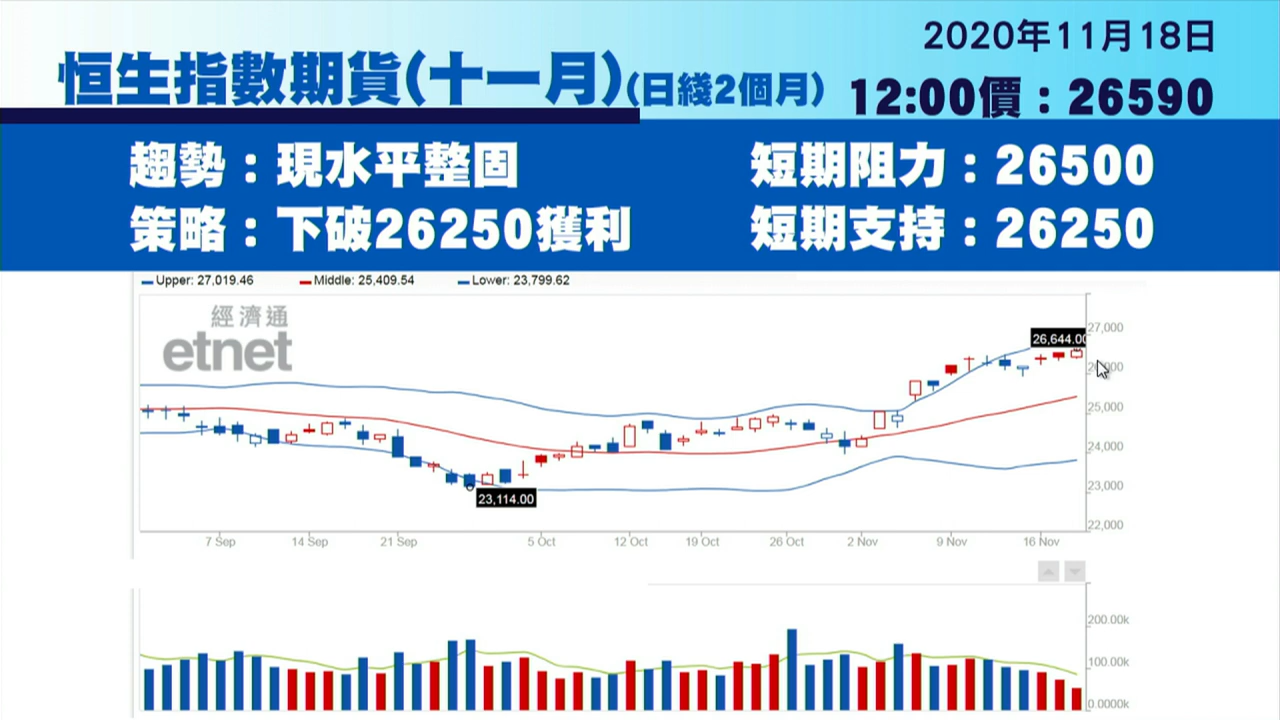 2020年11月18日
恒生指數期貨(十一月)(日綫2個月)
12:00價：26590
趨勢：現水平整固
短期阻力：26500
策略：下破26250獲利
短期支持：26250
Upper: 27,019.46 Middle: 25,409.54 Lower: 23,799.62
經濟通
etnet
27,000
26,644.00
25,000
24,000
23,000
23,114.00
22,000
7 Sep 14 Sep 21 Sep 5 Oct 12 Oct 19 Oct 26 Oct 2 Nov 9 Nov 16 Nov
200.00k
100.00k
0.0000k